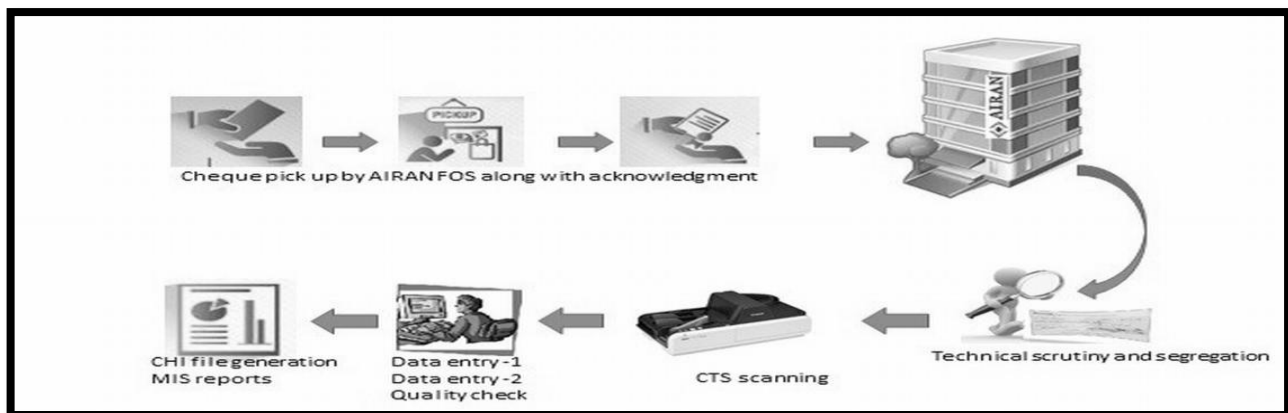 PICKUP
AIRAN
Cheque pick up by AIRAN FOS along with acknowledgment
Technical scrutiny and segregation
CTS scanning
Data entry -1
Data entry -2
Quality check
CHI file generation
MIS reports